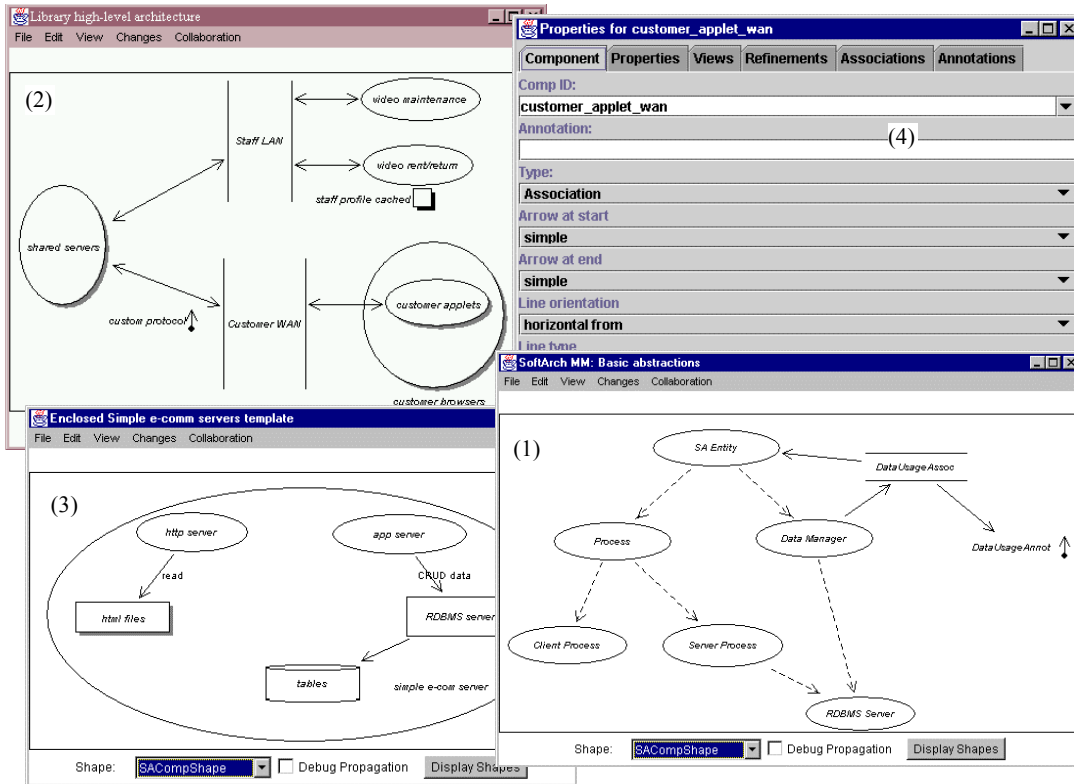 Library high-level architecture
File Edit View Changes Collaboration
(2)
video maintenance
Staff LAN
video rent/return
staff profile cached
shared servers
customer applets
custom protocol
Customer WAN
customer browsers
Properties for customer_applet_wan
Component Properties Views Refinements Associations Annotations
Comp ID:
customer_applet_wan
Annotation:
(4)
Type:
Association
Arrow at start
simple
Arrow at end
simple
Line orientation
horizontal from
Line type
Enclosed Simple e-comm servers template
File Edit View Changes Collaboration
(3)
http server
app server
read
CRUD data
html files
RDBMS server
tables
simple e-com server
Shape: SACompShape Debug Propagation Display Shapes
SoftArch MM: Basic abstractions
File Edit View Changes Collaboration
(1)
SA Entity
DataUsageAssoc
Process
Data Manager
DataUsageAnnot
Client Process
Server Process
RDBMS Server
Shape: SACompShape Debug Propagation Display Shapes